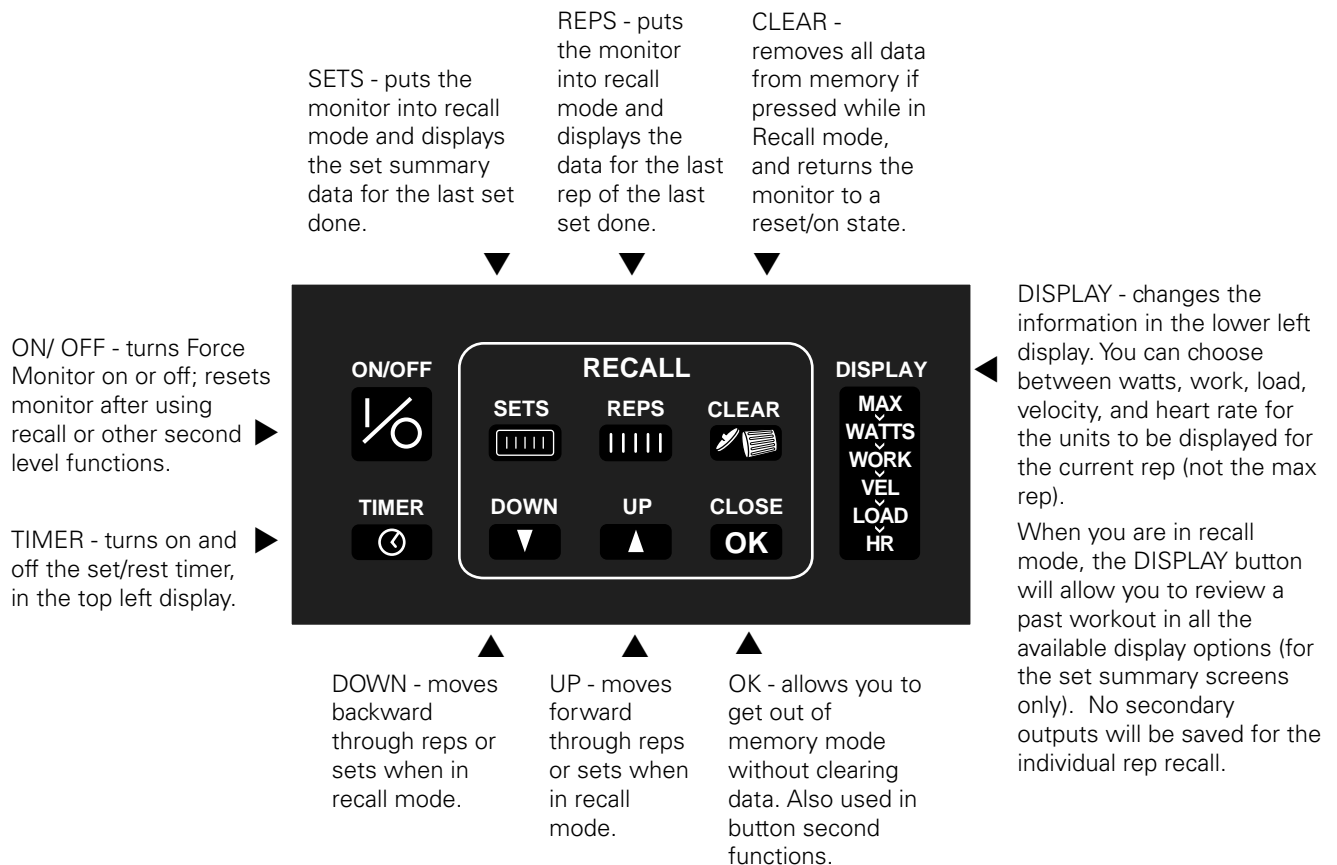 SETS - puts the
monitor into recall
mode and displays
the set summary
data for the last set
done.
REPS - puts
the monitor
into recall
mode and
displays the
data for the last
rep of the last
set done.
CLEAR -
removes all data
from memory if
pressed while in
Recall mode,
and returns the
monitor to a
reset/on state.
ON/ OFF - turns Force
Monitor on or off; resets
monitor after using
recall or other second
level functions.
TIMER - turns on and
off the set/rest timer,
in the top left display.
ON/OFF
TIMER
RECALL
SETS REPS CLEAR
DOWN UP CLOSE
OK
DISPLAY
MAX
WATTS
WORK
VEL
LOAD
HR
DISPLAY - changes the
information in the lower left
display. You can choose
between watts, work, load,
velocity, and heart rate for
the units to be displayed for
the current rep (not the max
rep).
When you are in recall
mode, the DISPLAY button
will allow you to review a
past workout in all the
available display options (for
the set summary screens
only).  No secondary
outputs will be saved for the
individual rep recall.
DOWN - moves
backward
through reps or
sets when in
recall mode.
UP - moves
forward
through reps
or sets when
in recall
mode.
OK - allows you to
get out of
memory mode
without clearing
data. Also used in
button second
functions.